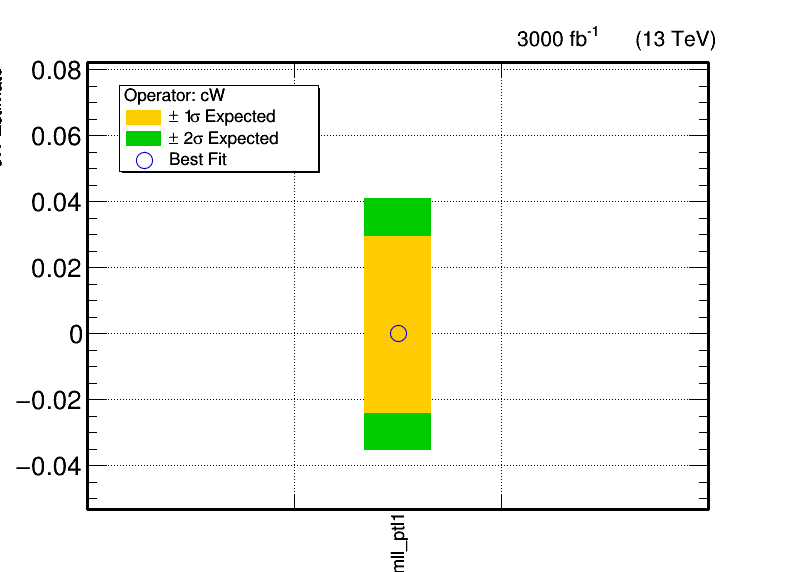 3000 fb-1 (13 TeV)
0.08
Operator: cW
± 1σ Expected
± 2σ Expected
Best Fit
0.06
0.04
0.02
0
−0.02
−0.04
mll_ptl1